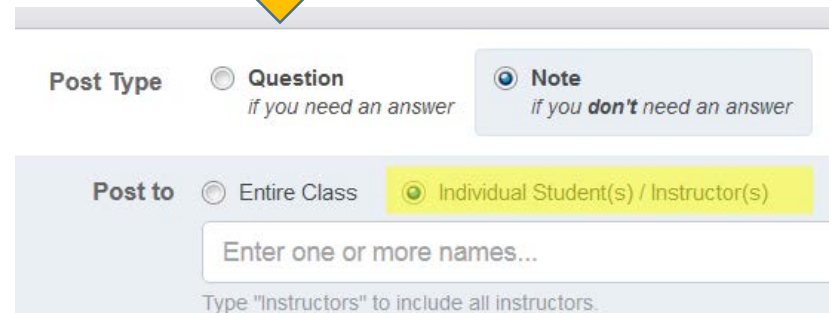 Post Type Question Note
if you need an answer if you don't need an answer
Post to Entire Class Individual Student(s) / Instructor(s)
Enter one or more names...
Type "Instructors" to include all instructors.